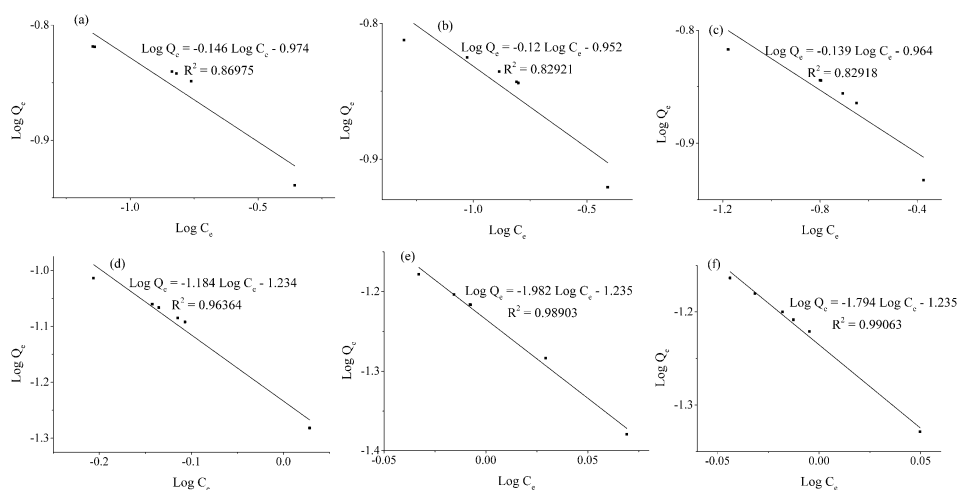 (a)
-0.8
Log Qe = -0.146 Log Ce - 0.974
R² = 0.86975
Log Qe
-0.9
-1.0
-0.5
Log Ce
(b)
-0.8
Log Qe = -0.12 Log Ce - 0.952
R² = 0.82921
Log Qe
-0.9
-1.0
-0.5
Log Ce
(c)
-0.8
Log Qe = -0.139 Log Ce - 0.964
R² = 0.82918
Log Qe
-0.9
-1.2
-0.8
-0.4
Log Ce
(d)
-1.0
Log Qe = -1.184 Log Ce - 1.234
R² = 0.96364
-1.1
Log Qe
-1.2
-1.3
-0.2
-0.1
0.0
Log Ce
(e)
Log Qe = -1.982 Log Ce - 1.235
-1.2
R² = 0.98903
Log Qe
-1.3
-1.4
-0.05
0.00
0.05
Log Ce
(f)
Log Qe = -1.794 Log Ce - 1.235
-1.2
R² = 0.99063
Log Qe
-1.3
-0.05
0.00
0.05
Log Ce